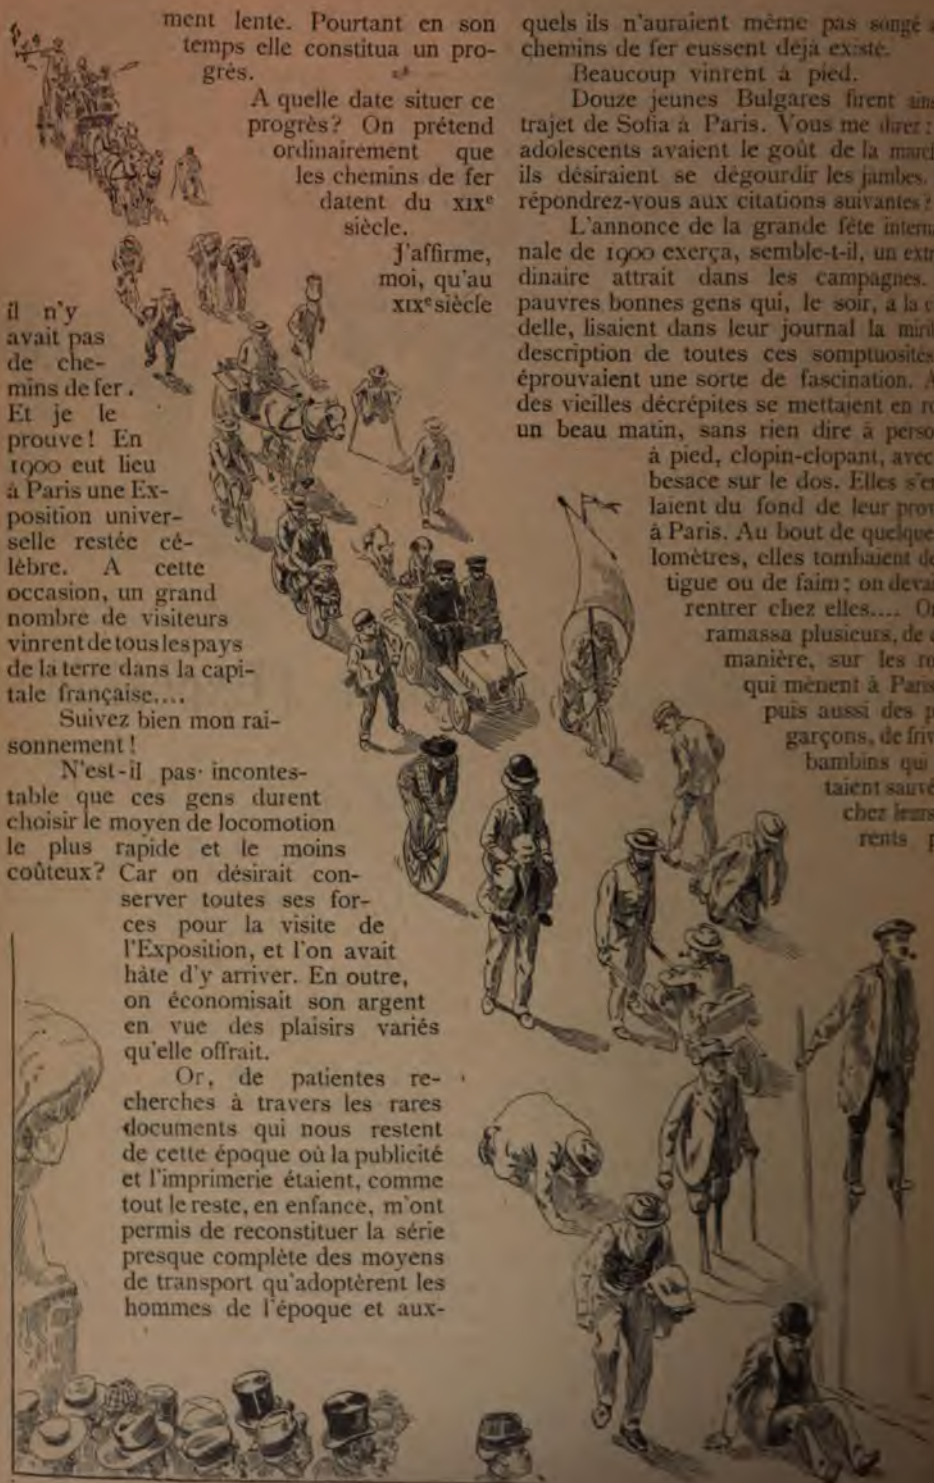 ment lente. Pourtant en son
temps elle constitua un pro-
grès.
A quelle date situer ce
progrès? On prétend
ordinairement que
les chemins de fer
datent du XIXe
siècle.
J'affirme,
moi, qu'au
XIXe siècle
il n'y
avait pas
de che-
mins de fer.
Et je le
prouve! En
1900 eut lieu
à Paris une Ex-
position univer-
selle restée cé-
lèbre. A cette
occasion, un grand
nombre de visiteurs
vinrent de tous les pays
de la terre dans la capi-
tale française....
Suivez bien mon rai-
sonnement!
N'est-il pas incontes-
table que ces gens durent
choisir le moyen de locomotion
le plus rapide et le moins
coûteux? Car on désirait con-
server toutes ses for-
ces pour la visite de
l'Exposition, et l'on avait
hâte d'y arriver. En outre,
on économisait son argent
en vue des plaisirs variés
qu'elle offrait.
Or, de patientes re-
cherches à travers les rares
documents qui nous restent
de cette époque où la publicité
et l'imprimerie étaient, comme
tout le reste, en enfance, m'ont
permis de reconstituer la série
presque complète des moyens
de transport qu'adoptèrent les
hommes de l'époque et aux-
quels ils n'auraient même pas songé
chemins de fer eussent déjà existé.
Beaucoup vinrent à pied.
Douze jeunes Bulgares firent
trajet de Sofia à Paris. Vous me direz:
adolescents avaient le goût de la
ils désiraient se dégourdir les jambes.
répondrez-vous aux citations suivantes?
L'annonce de la grande fête
nale de 1900 exerça, semble-t-il, un
dinaire attrait dans les campagnes.
pauvres bonnes gens qui, le soir, à la
delle, lisaient dans leur journal la
description de toutes ces somptuosités
éprouvaient une sorte de fascination.
des vieilles décrépites se mettaient en
un beau matin, sans rien dire à
à pied, clopin-clopant, avec
besace sur le dos. Elles
laient du fond de leur
à Paris. Au bout de
lomètres, elles tombaient
tigue ou de faim; on
rentrer chez elles....
ramassa plusieurs, de
manière, sur les
qui mènent à Paris
puis aussi des
garçons, de
bambins qui
taient
chez leurs
rents